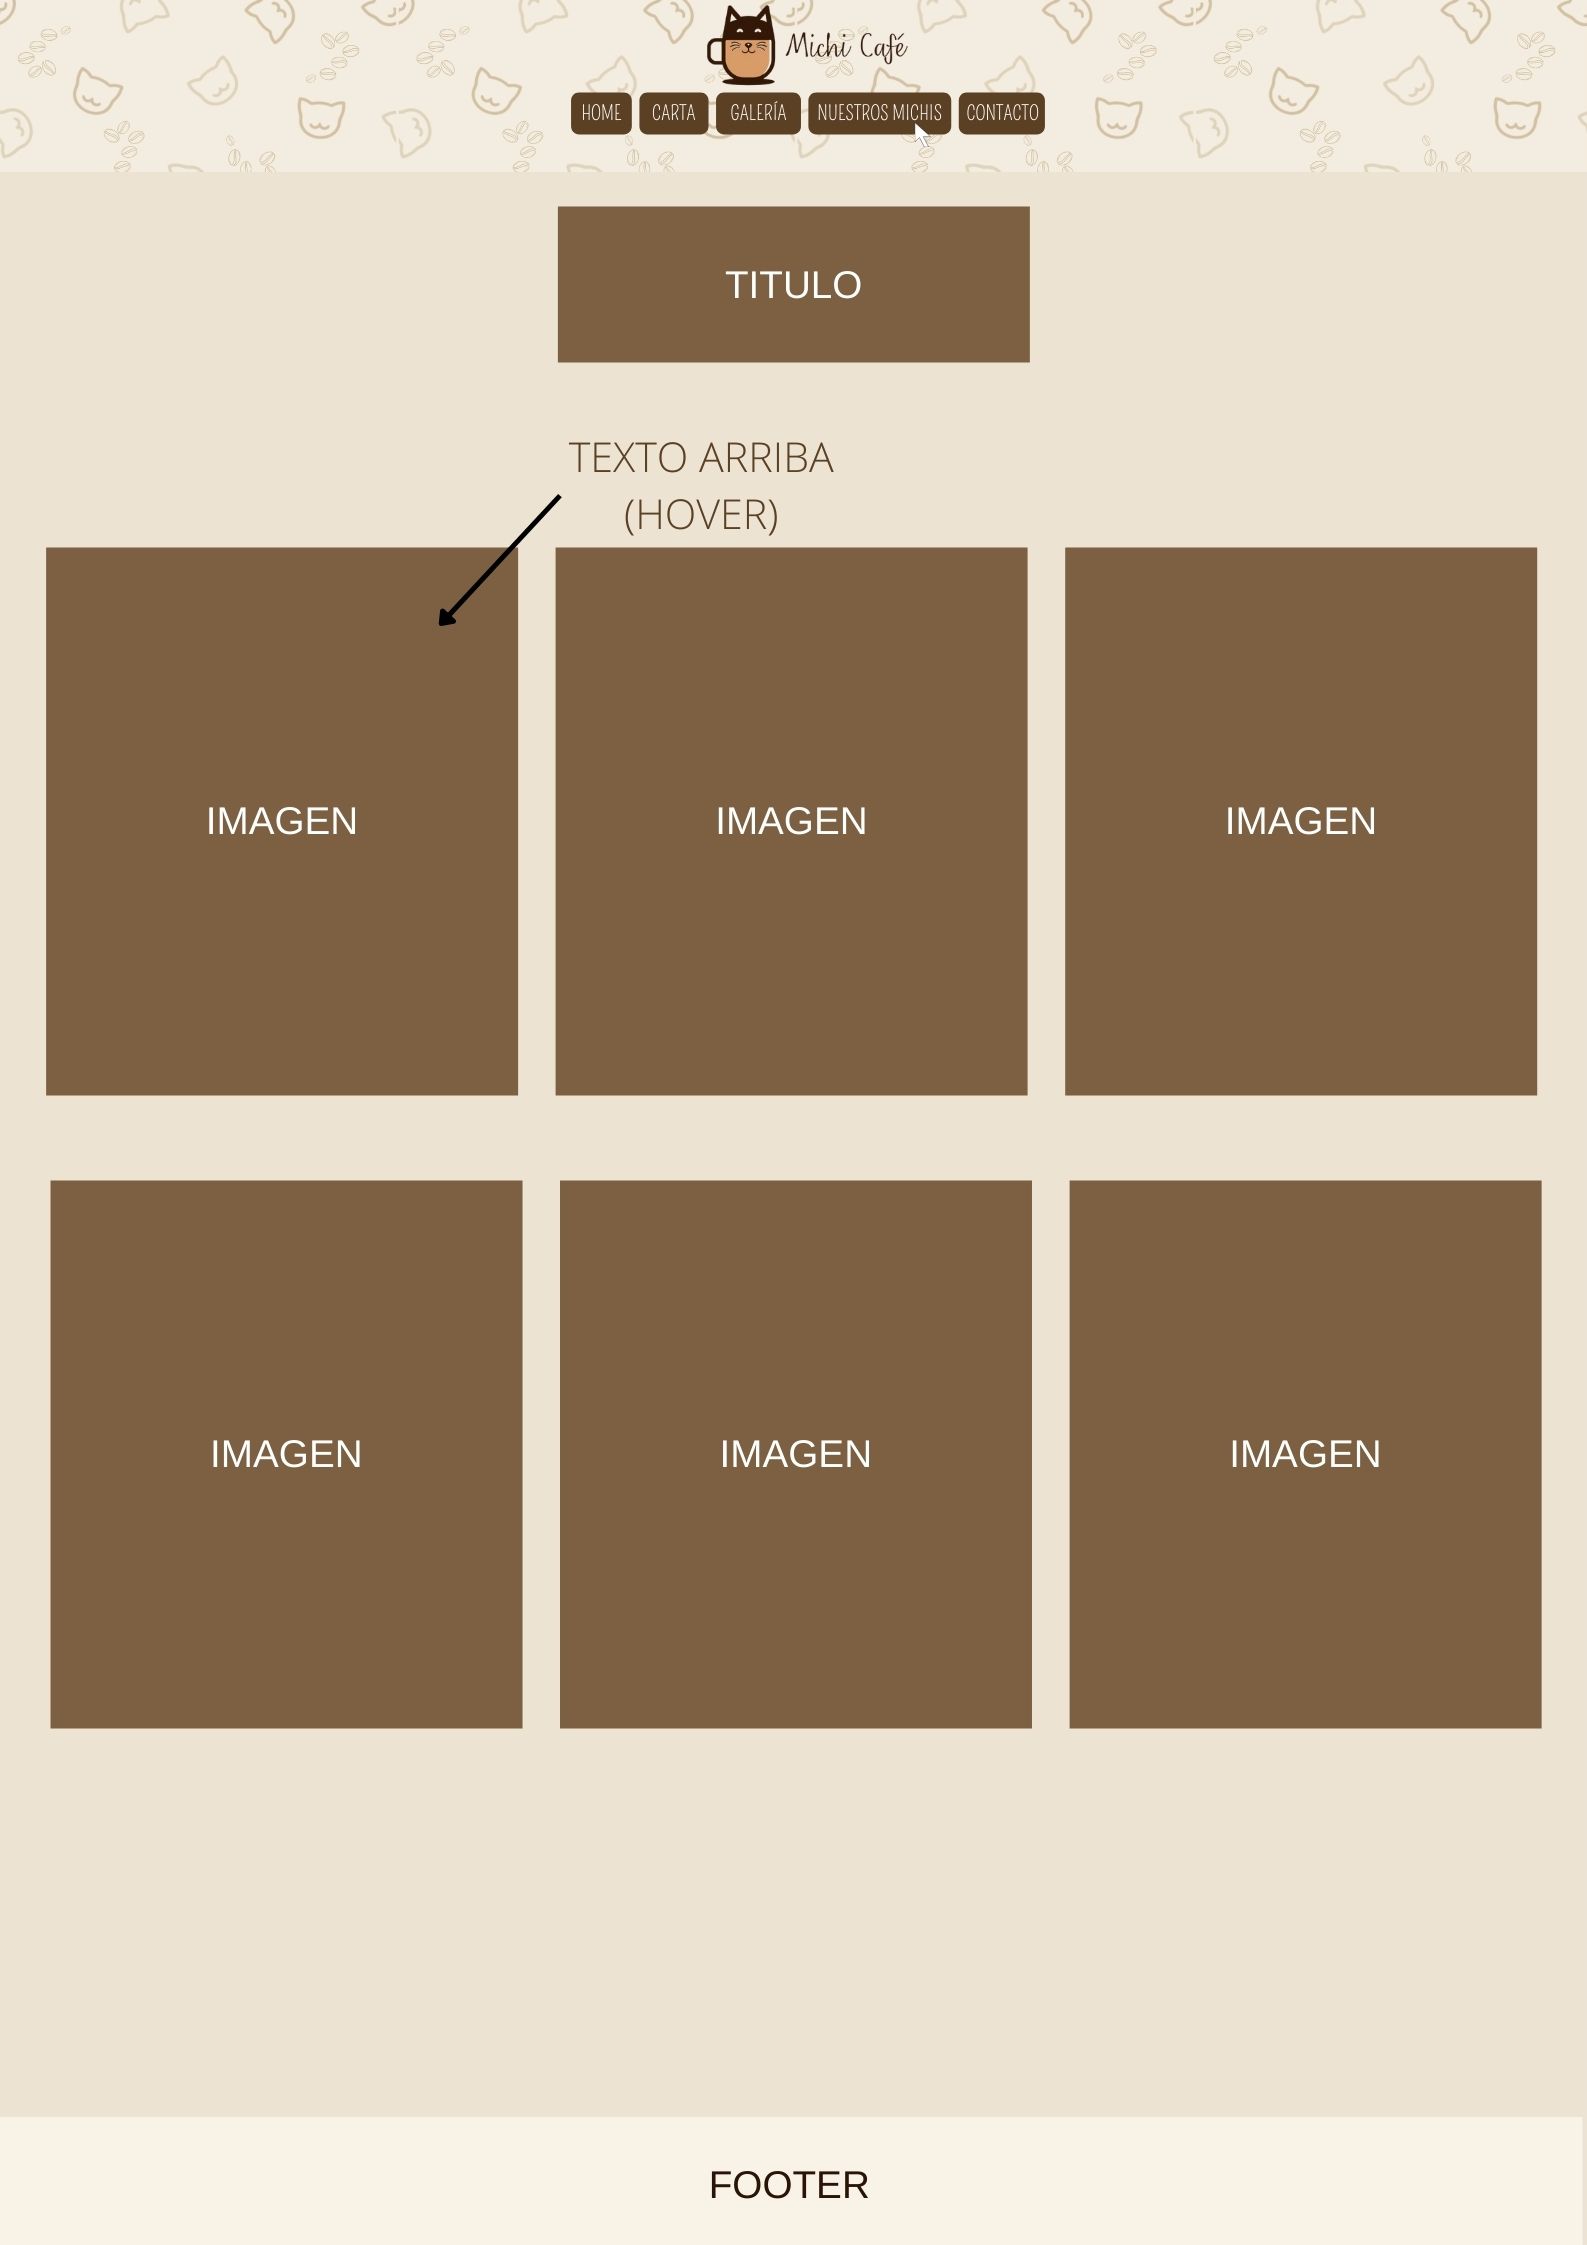 Michi Café
HOME CARTA GALERÍA NUESTROS MICHIS CONTACTO
TITULO
TEXTO ARRIBA
(HOVER)
IMAGEN IMAGEN IMAGEN
IMAGEN IMAGEN IMAGEN
FOOTER